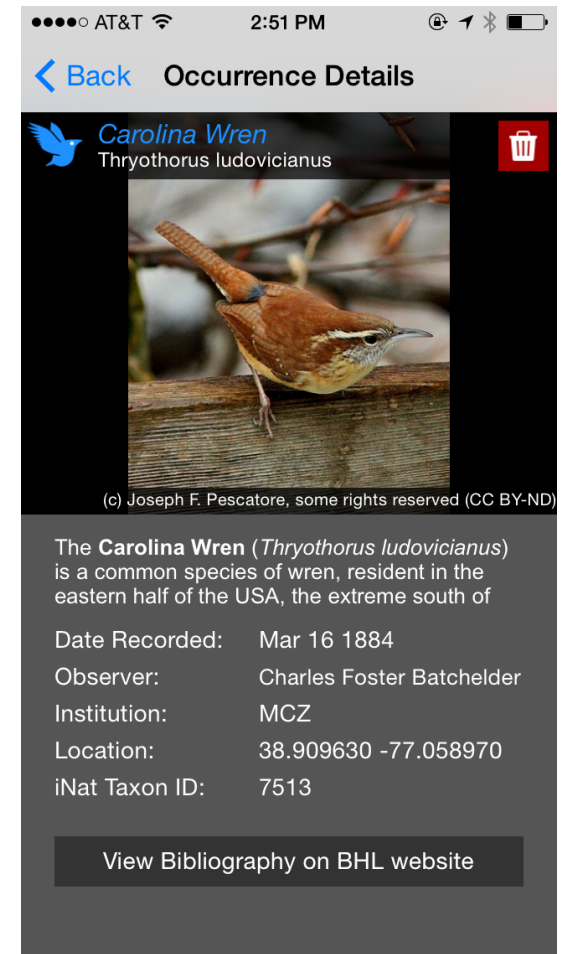 AT&T 2:51 PM
Back Occurrence Details
Carolina Wren
Thryothorus ludovicianus
(c) Joseph F. Pescatore, some rights reserved (CC BY-ND)
The Carolina Wren (Thryothorus ludovicianus)
is a common species of wren, resident in the
eastern half of the USA, the extreme south of
Date Recorded: Mar 16 1884
Observer: Charles Foster Batchelder
Institution: MCZ
Location: 38.909630 -77.058970
iNat Taxon ID: 7513
View Bibliography on BHL website